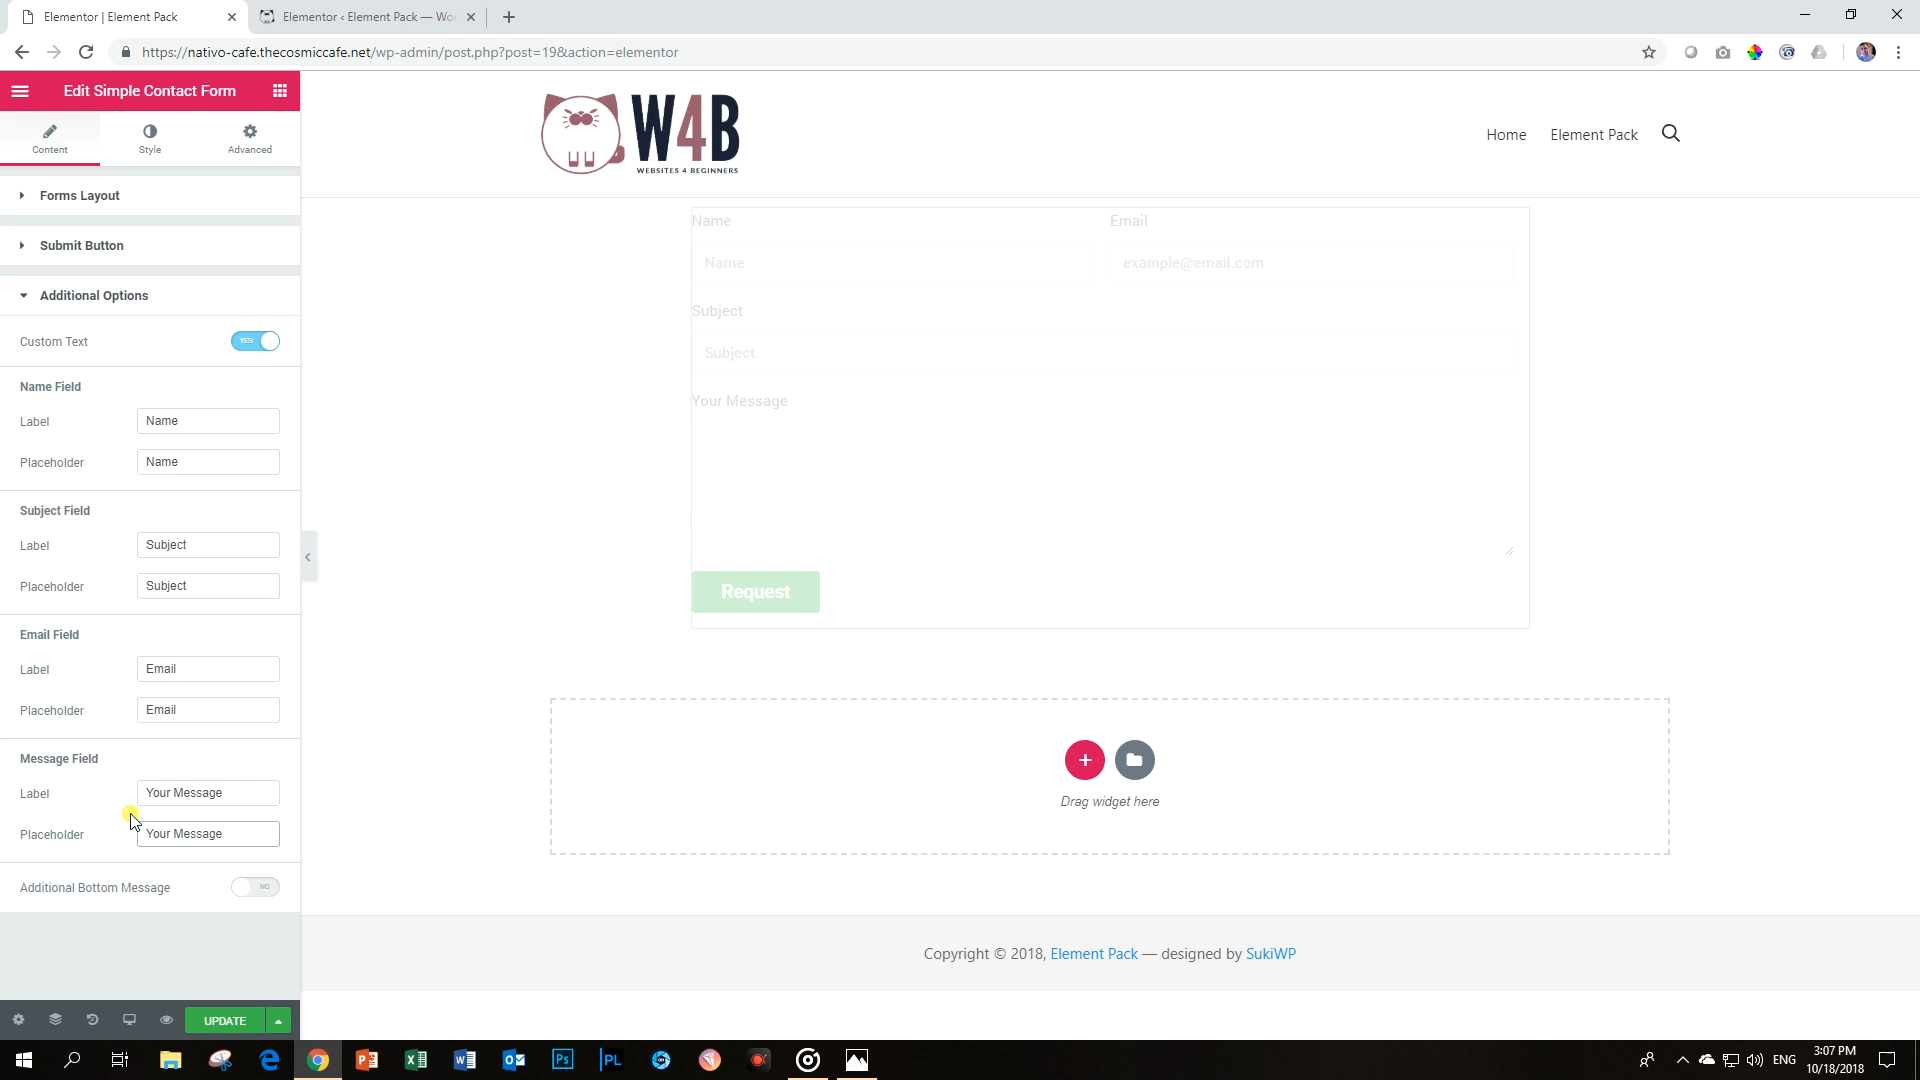 Elementor | Element Pack
Elementor ‹ Element Pack — Wor
https://nativo-cafe.thecosmiccafe.net/wp-admin/post.php?post=19&action=elementor
Edit Simple Contact Form
Content
Style
Advanced
Forms Layout
Submit Button
Additional Options
Custom Text
YES
Name Field
Label
Name
Placeholder
Name
Subject Field
Label
Subject
Placeholder
Subject
Email Field
Label
Email
Placeholder
Email
Message Field
Label
Your Message
Placeholder
Your Message
Additional Bottom Message
NO
UPDATE
W4B
WEBSITES 4 BEGINNERS
Home
Element Pack
Name
Email
Name
example@email.com
Subject
Subject
Your Message
Request
Drag widget here
Copyright © 2018, Element Pack — designed by SukiWP
Ps
PL
ENG
3:07 PM
10/18/2018